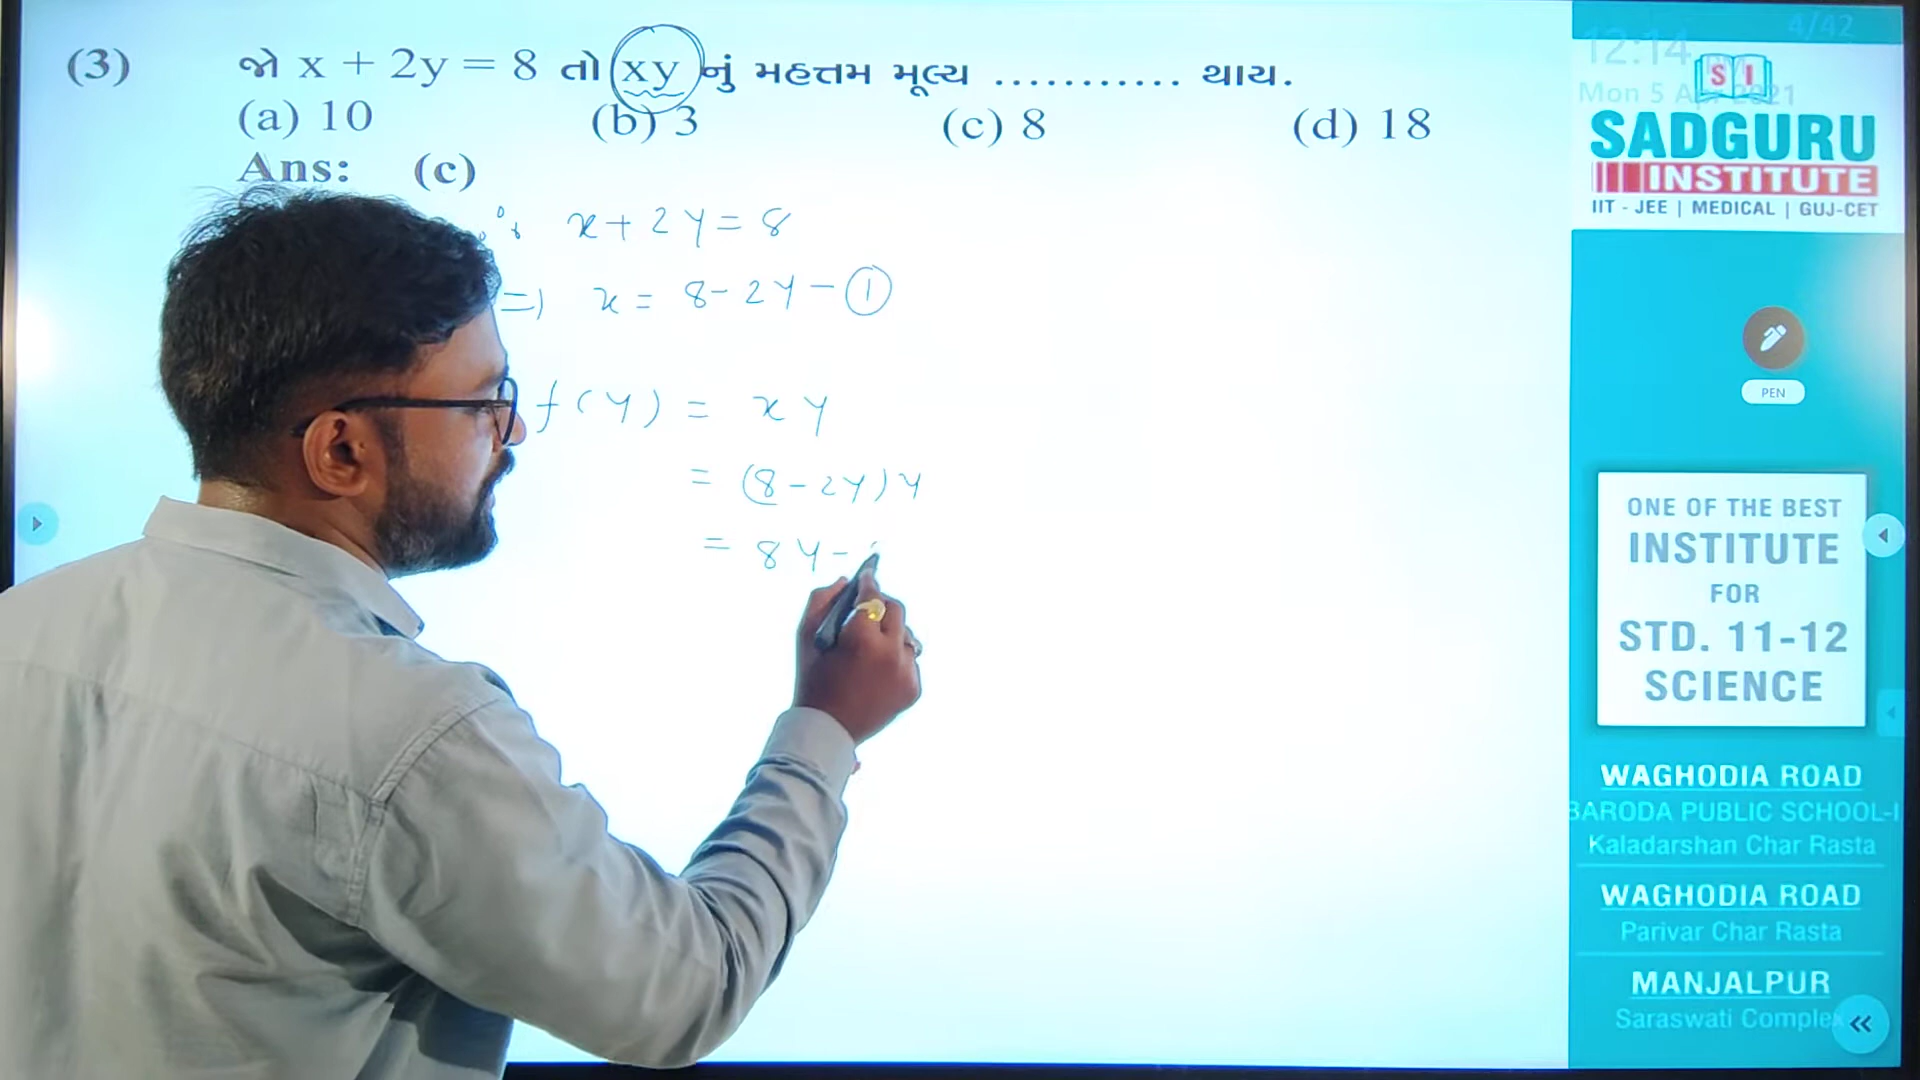 (3) જો x + 2y = 8 તો xy નું મહત્તમ મૂલ્ય ........... થાય.
(a) 10 (b) 3 (c) 8 (d) 18
Ans: (c)
x + 2y = 8
=) x = 8 - 2y - ①
f(y) = xy
= (8 - 2y) y
= 8y -
4/42
12:14
Mon 5 Apr 2021
S I
SADGURU
INSTITUTE
IIT - JEE | MEDICAL | GUJ-CET
PEN
ONE OF THE BEST
INSTITUTE
FOR
STD. 11-12
SCIENCE
WAGHODIA ROAD
BARODA PUBLIC SCHOOL-I
Kaladarshan Char Rasta
WAGHODIA ROAD
Parivar Char Rasta
MANJALPUR
Saraswati Complex